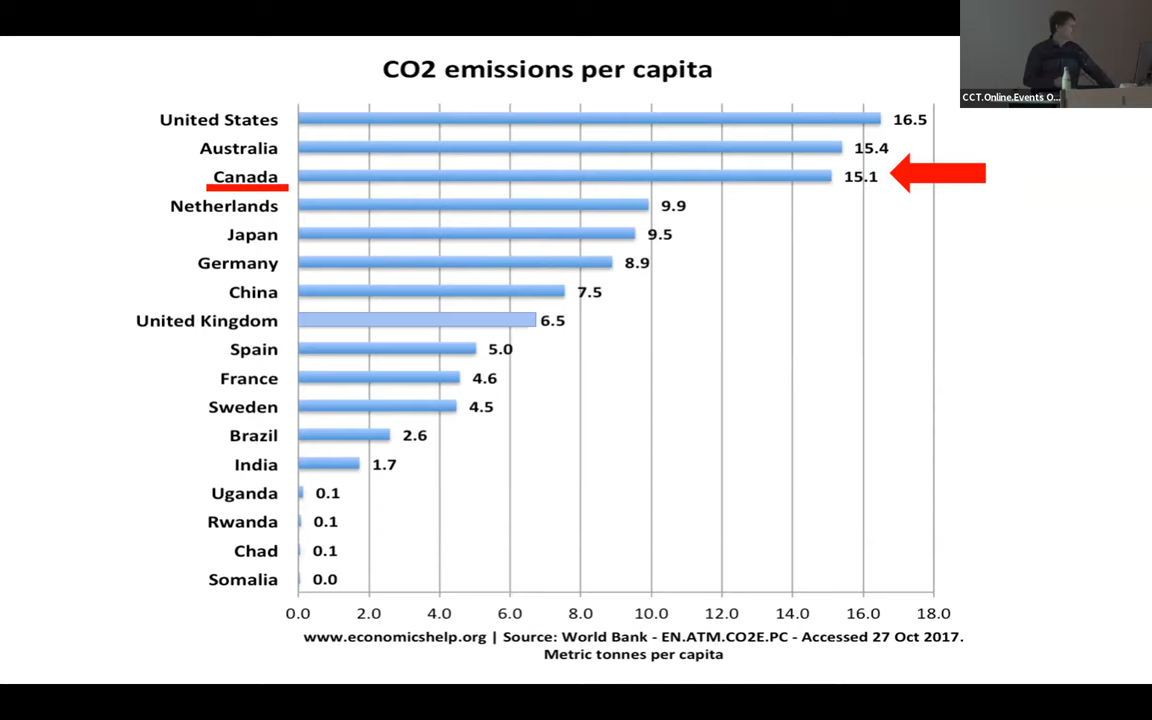 CO2 emissions per capita
CCT.Online.Events O...
United States 16.5
Australia 15.4
Canada 15.1
Netherlands 9.9
Japan 9.5
Germany 8.9
China 7.5
United Kingdom 6.5
Spain 5.0
France 4.6
Sweden 4.5
Brazil 2.6
India 1.7
Uganda 0.1
Rwanda 0.1
Chad 0.1
Somalia 0.0
0.0 2.0 4.0 6.0 8.0 10.0 12.0 14.0 16.0 18.0
www.economicshelp.org | Source: World Bank - EN.ATM.CO2E.PC - Accessed 27 Oct 2017.
Metric tonnes per capita